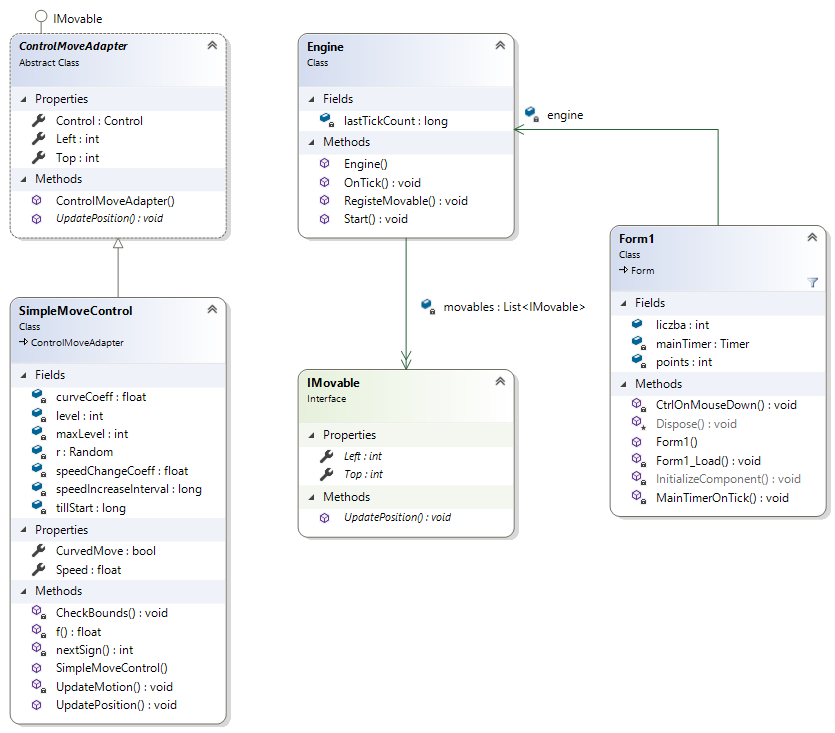 IMovable
ControlMoveAdapter
Abstract Class
Properties
Control : Control
Left : int
Top : int
Methods
ControlMoveAdapter()
UpdatePosition() : void
SimpleMoveControl
Class
ControlMoveAdapter
Fields
curveCoeff : float
level : int
maxLevel : int
r : Random
speedChangeCoeff : float
speedIncreaseInterval : long
tillStart : long
Properties
CurvedMove : bool
Speed : float
Methods
CheckBounds() : void
f() : float
nextSign() : int
SimpleMoveControl()
UpdateMotion() : void
UpdatePosition() : void
Engine
Class
Fields
lastTickCount : long
Methods
Engine()
OnTick() : void
RegisteMovable() : void
Start() : void
engine
movables : List<IMovable>
IMovable
Interface
Properties
Left : int
Top : int
Methods
UpdatePosition() : void
Form1
Class
Form
Fields
liczba : int
mainTimer : Timer
points : int
Methods
CtrlOnMouseDown() : void
Dispose() : void
Form1()
Form1_Load() : void
InitializeComponent() : void
MainTimerOnTick() : void